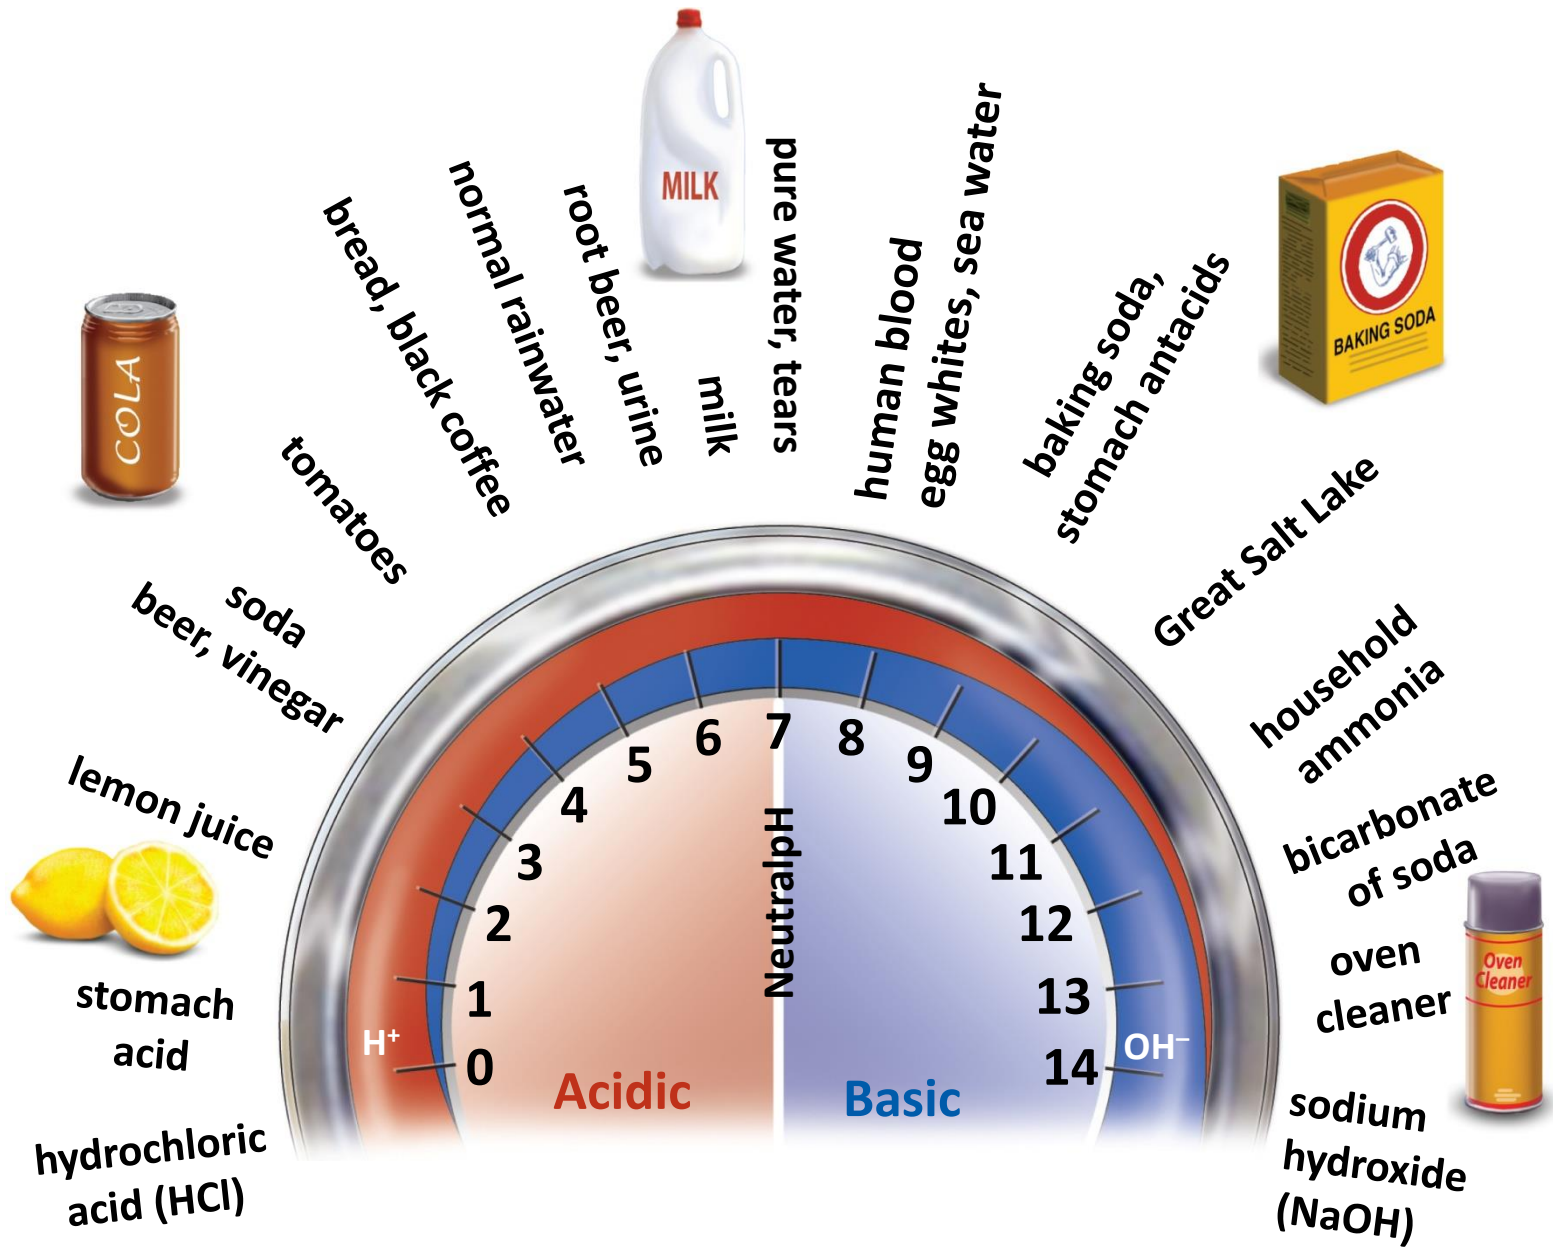 MILK
COLA
BAKING SODA
Oven
Cleaner
hydrochloric
acid (HCl)
stomach
acid
lemon juice
soda
beer, vinegar
tomatoes
bread, black coffee
normal rainwater
root beer, urine
milk
pure water, tears
human blood
egg whites, sea water
baking soda,
stomach antacids
Great Salt Lake
household
ammonia
bicarbonate
of soda
oven
cleaner
sodium
hydroxide
(NaOH)
0
1
2
3
4
5
6
7
8
9
10
11
12
13
14
H⁺
OH⁻
Neutral pH
Acidic
Basic